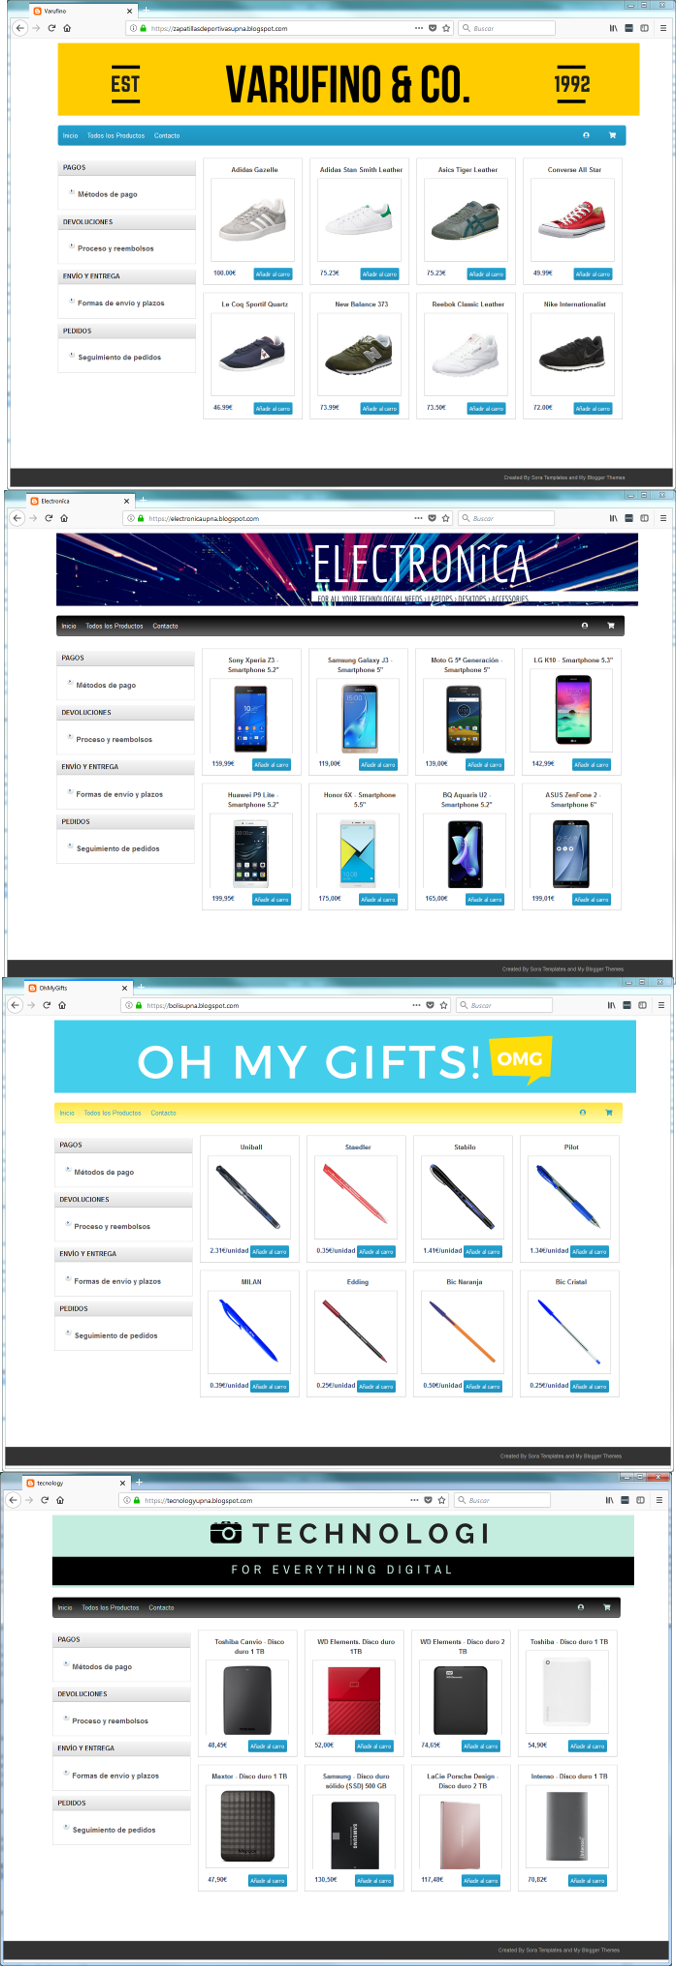 Varufino
https://zapatillasdeportivasupna.blogspot.com
Buscar
EST
VARUFINO & CO.
1992
Inicio Todos los Productos Contacto
PAGOS
Métodos de pago
DEVOLUCIONES
Proceso y reembolsos
ENVÍO Y ENTREGA
Formas de envío y plazos
PEDIDOS
Seguimiento de pedidos
Adidas Gazelle
100.00€ Añadir al carro
Adidas Stan Smith Leather
75.23€ Añadir al carro
Asics Tiger Leather
75.23€ Añadir al carro
Converse All Star
49.99€ Añadir al carro
Le Coq Sportif Quartz
46.99€ Añadir al carro
New Balance 373
73.99€ Añadir al carro
Reebok Classic Leather
73.50€ Añadir al carro
Nike Internationalist
72.00€ Añadir al carro
Created By Sora Templates and My Blogger Themes
Electronîca
https://electronicaupna.blogspot.com
Buscar
ELECTRONîCA
FOR ALL YOUR TECHNOLOGICAL NEEDS > LAPTOPS > DESKTOPS > ACCESSORIES
Inicio Todos los Productos Contacto
PAGOS
Métodos de pago
DEVOLUCIONES
Proceso y reembolsos
ENVÍO Y ENTREGA
Formas de envío y plazos
PEDIDOS
Seguimiento de pedidos
Sony Xperia Z3 -
Smartphone 5.2"
159,99€ Añadir al carro
Samsung Galaxy J3 -
Smartphone 5"
119,00€ Añadir al carro
Moto G 5ª Generación -
Smartphone 5"
139,00€ Añadir al carro
LG K10 - Smartphone 5.3"
142,99€ Añadir al carro
Huawei P9 Lite -
Smartphone 5.2"
199,95€ Añadir al carro
Honor 6X - Smartphone
5.5"
175,00€ Añadir al carro
BQ Aquaris U2 -
Smartphone 5.2"
165,00€ Añadir al carro
ASUS ZenFone 2 -
Smartphone 6"
199,01€ Añadir al carro
Created By Sora Templates and My Blogger Themes
OhMyGifts
https://bolisupna.blogspot.com
Buscar
OH MY GIFTS!
OMG
Inicio Todos los Productos Contacto
PAGOS
Métodos de pago
DEVOLUCIONES
Proceso y reembolsos
ENVÍO Y ENTREGA
Formas de envío y plazos
PEDIDOS
Seguimiento de pedidos
Uniball
2.31€/unidad Añadir al carro
Staedler
0.35€/unidad Añadir al carro
Stabilo
1.41€/unidad Añadir al carro
Pilot
1.34€/unidad Añadir al carro
MILAN
0.39€/unidad Añadir al carro
Edding
0.25€/unidad Añadir al carro
Bic Naranja
0.50€/unidad Añadir al carro
Bic Cristal
0.25€/unidad Añadir al carro
Created By Sora Templates and My Blogger Themes
tecnology
https://tecnologyupna.blogspot.com
Buscar
TECHNOLOGI
FOR EVERYTHING DIGITAL
Inicio Todos los Productos Contacto
PAGOS
Métodos de pago
DEVOLUCIONES
Proceso y reembolsos
ENVÍO Y ENTREGA
Formas de envío y plazos
PEDIDOS
Seguimiento de pedidos
Toshiba Canvio - Disco
duro 1 TB
48,45€ Añadir al carro
WD Elements. Disco duro
1TB
52,00€ Añadir al carro
WD Elements - Disco duro 2
TB
74,65€ Añadir al carro
Toshiba - Disco duro 1 TB
54,90€ Añadir al carro
Maxtor - Disco duro 1 TB
47,90€ Añadir al carro
Samsung - Disco duro
sólido (SSD) 500 GB
SAMSUNG
130,50€ Añadir al carro
LaCie Porsche Design -
Disco duro 2 TB
117,48€ Añadir al carro
Intenso - Disco duro 1 TB
70,82€ Añadir al carro
Created By Sora Templates and My Blogger Themes